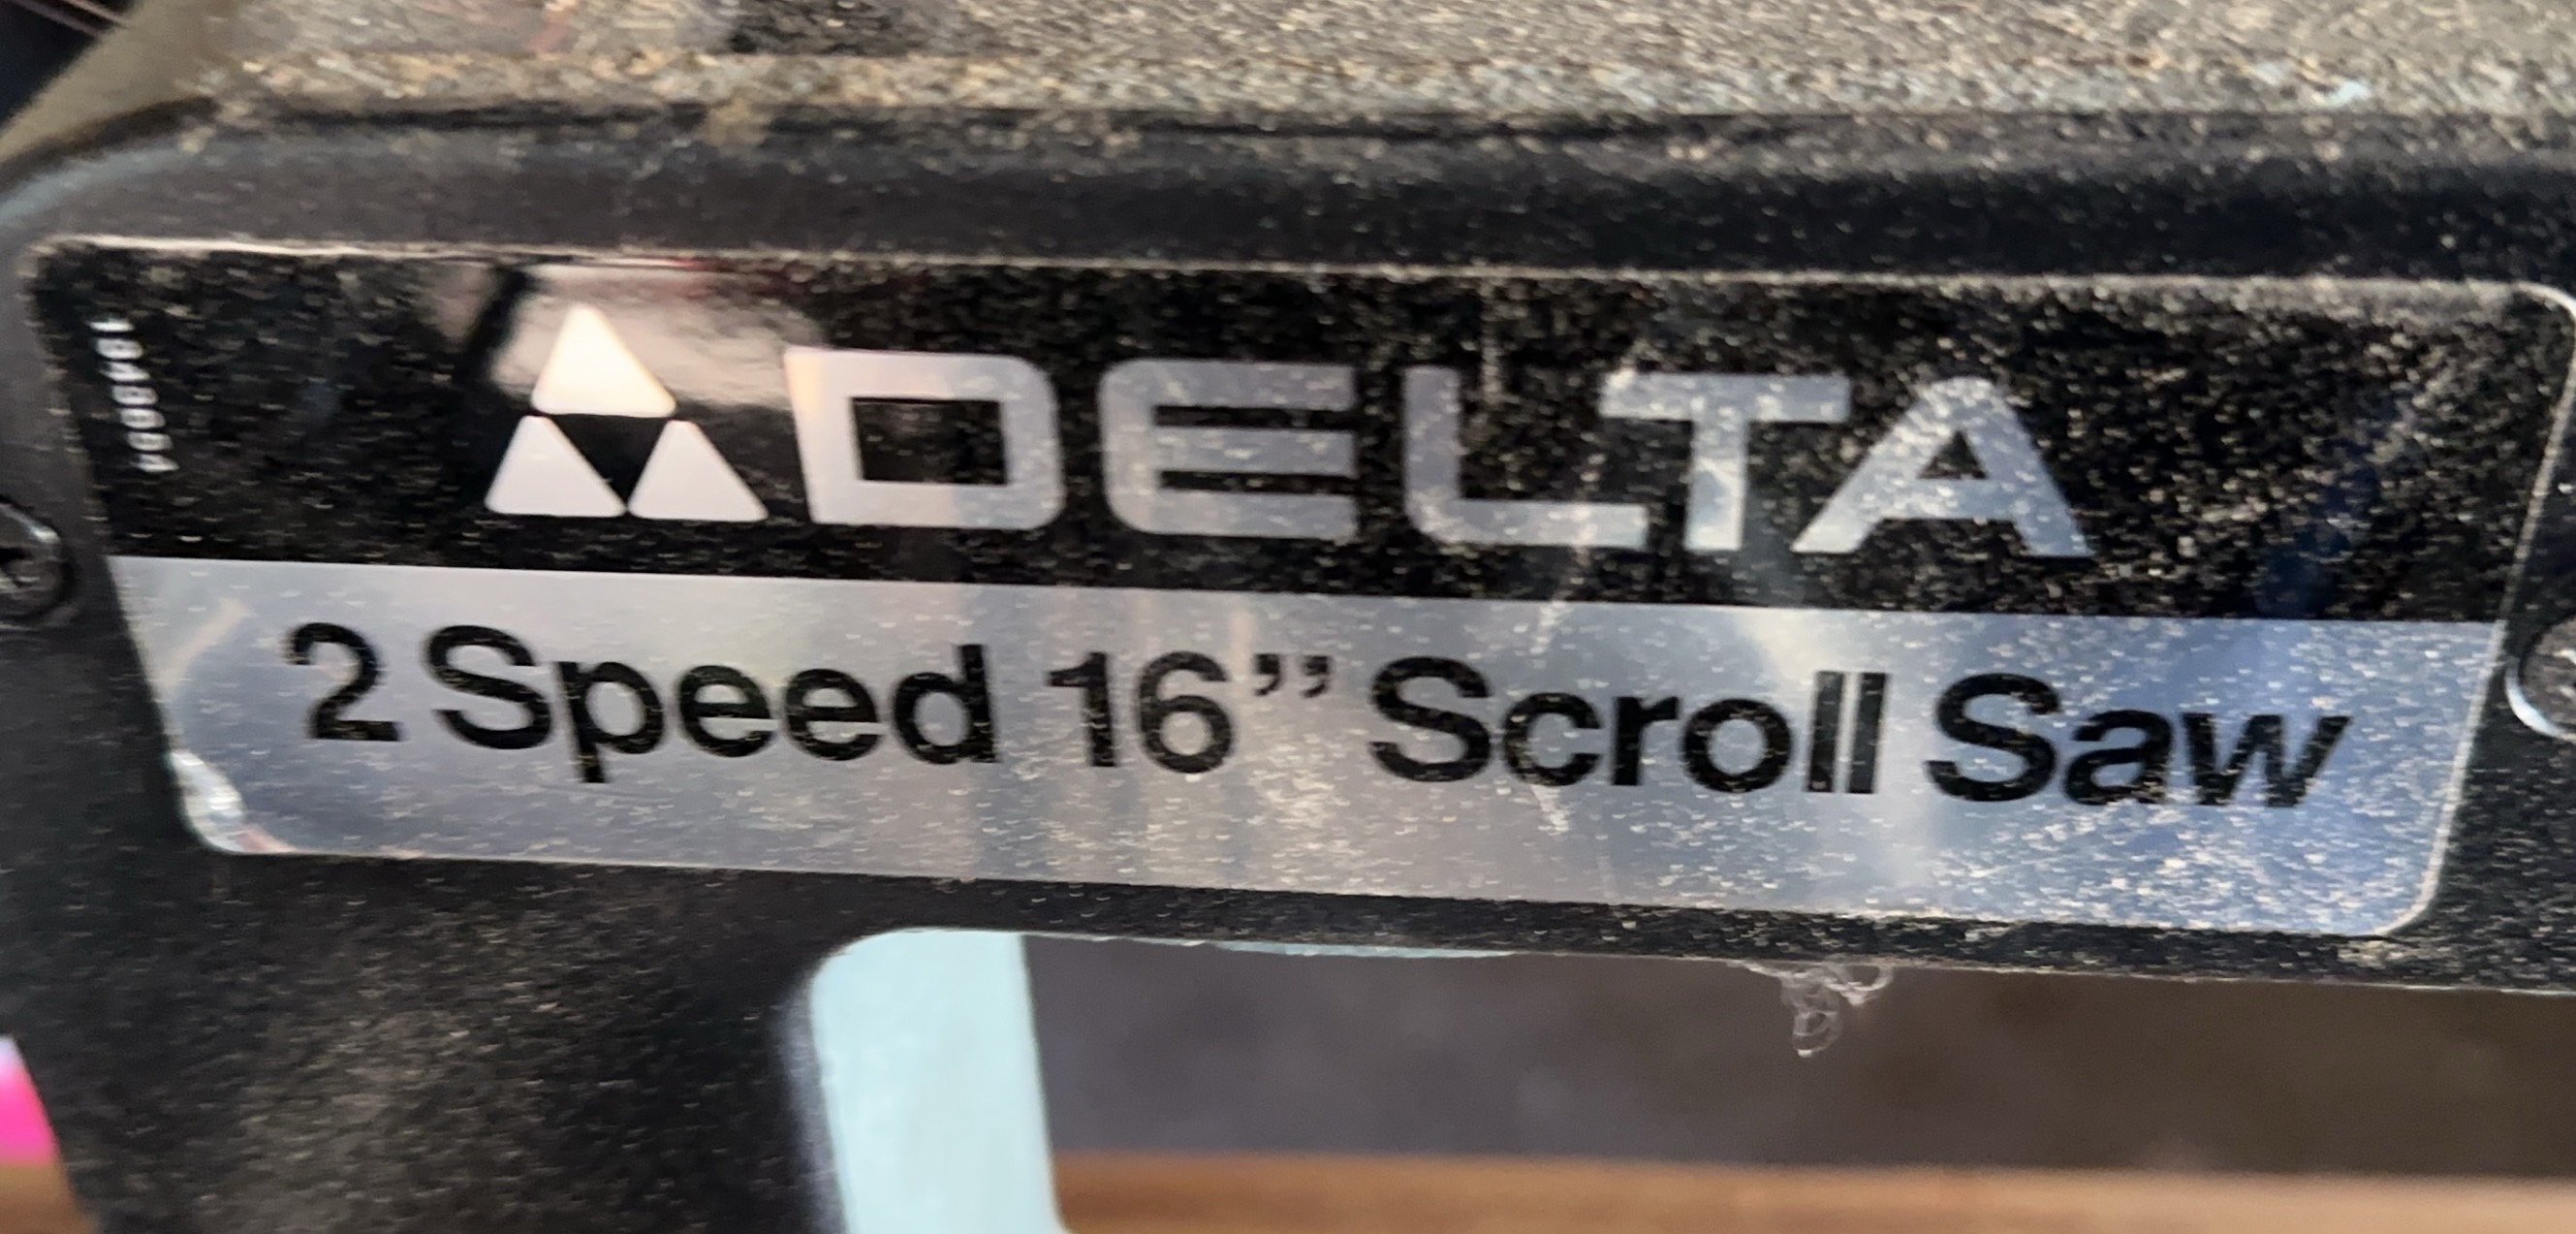 DELTA
2 Speed 16” Scroll Saw